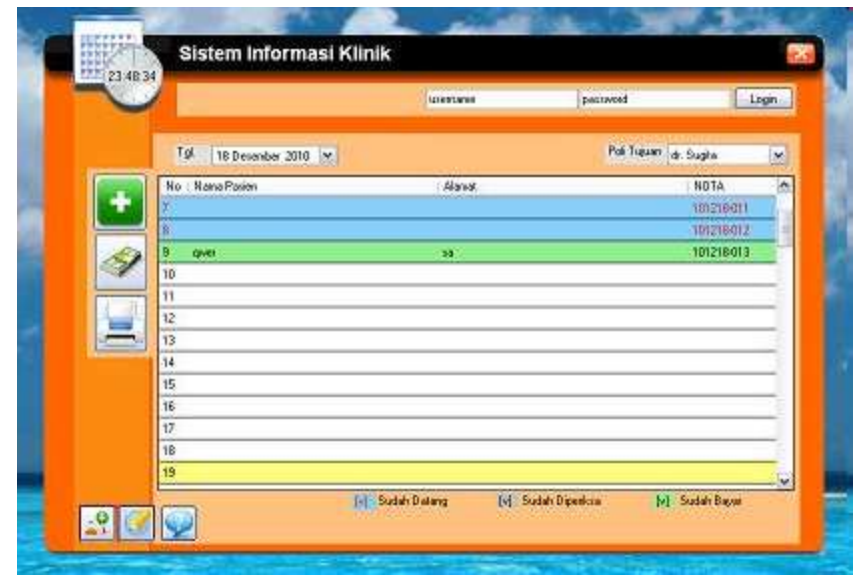 Sistem Informasi Klinik
23:48:34
username password Login
Tgl. 18 Desember 2010 Poli Tujuan dr. Sugita
No Nama Pasien Alamat NOTA
7 101218-011
8 101218-012
9 qwer sa 101218-013
10
11
12
13
14
15
16
17
18
19
Sudah Datang [v] Sudah Diperiksa [v] Sudah Bayar